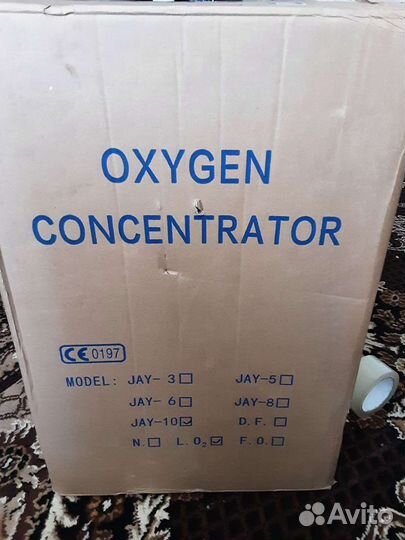 OXYGEN
CONCENTRATOR
CE 0197
MODEL: JAY-3☐ JAY-5☐
JAY-6☐ JAY-8☐
JAY-10☑ D.F.☐
N.☐ L.O₂☑ F.O.☐
Avito